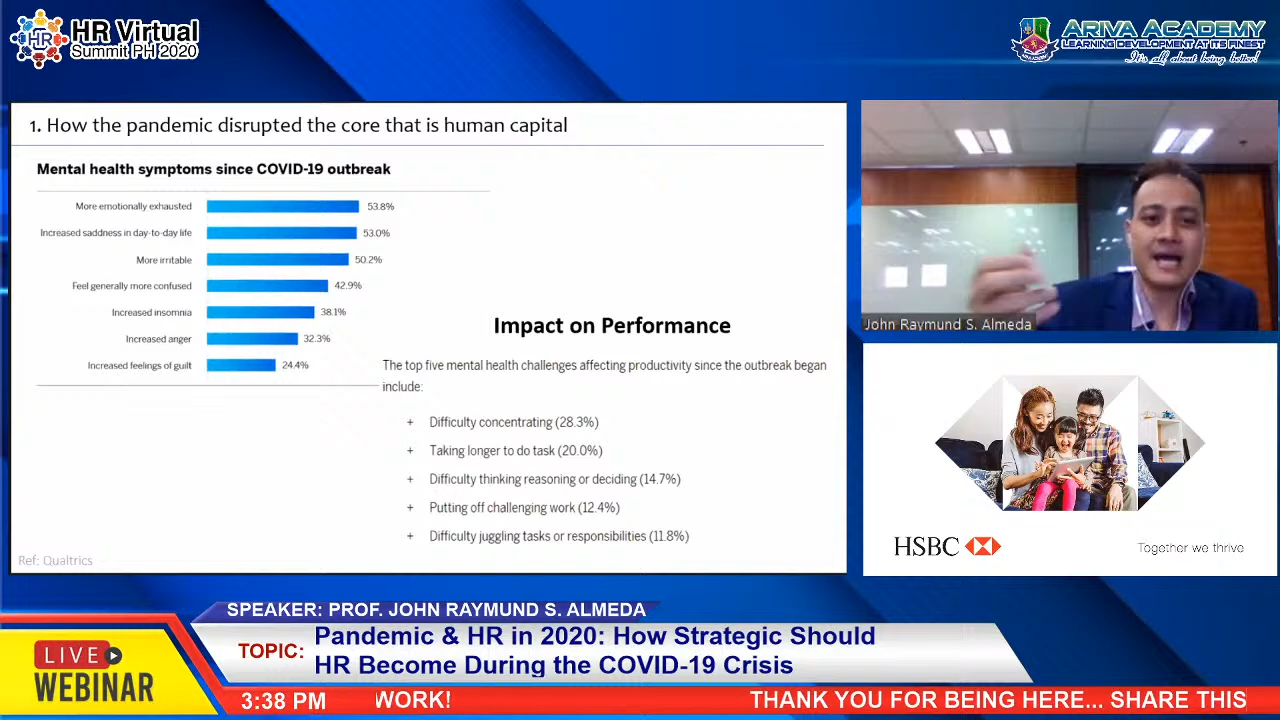 HR
HR Virtual
Summit PH 2020
ARIVA ACADEMY
LEARNING DEVELOPMENT AT ITS FINEST
It's all about being better!
1. How the pandemic disrupted the core that is human capital
Mental health symptoms since COVID-19 outbreak
More emotionally exhausted 53.8%
Increased saddness in day-to-day life 53.0%
More irritable 50.2%
Feel generally more confused 42.9%
Increased insomnia 38.1%
Increased anger 32.3%
Increased feelings of guilt 24.4%
Impact on Performance
The top five mental health challenges affecting productivity since the outbreak began
include:
+ Difficulty concentrating (28.3%)
+ Taking longer to do task (20.0%)
+ Difficulty thinking reasoning or deciding (14.7%)
+ Putting off challenging work (12.4%)
+ Difficulty juggling tasks or responsibilities (11.8%)
Ref: Qualtrics
John Raymund S. Almeda
HSBC
Together we thrive
SPEAKER: PROF. JOHN RAYMUND S. ALMEDA
TOPIC: Pandemic & HR in 2020: How Strategic Should
HR Become During the COVID-19 Crisis
LIVE
WEBINAR
3:38 PM WORK! THANK YOU FOR BEING HERE... SHARE THIS